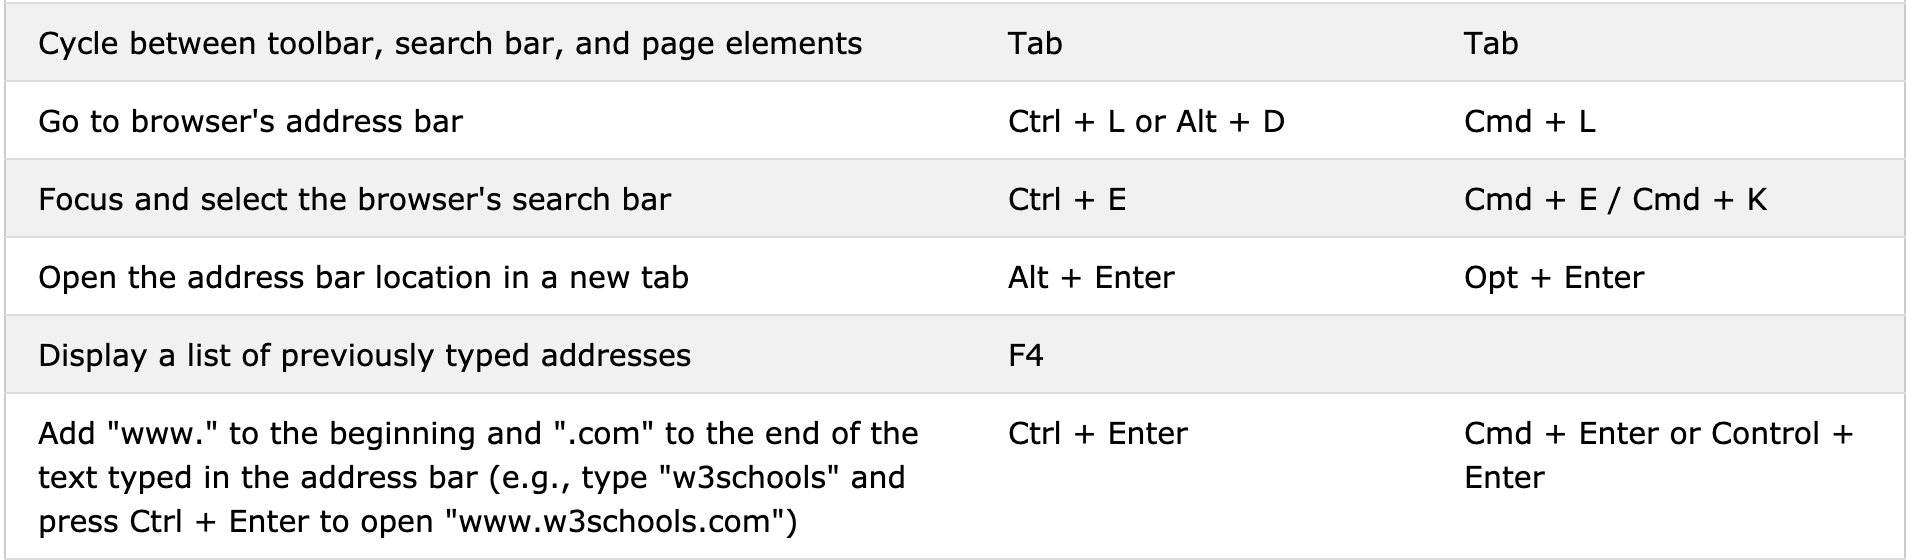 Cycle between toolbar, search bar, and page elements Tab Tab
Go to browser's address bar Ctrl + L or Alt + D Cmd + L
Focus and select the browser's search bar Ctrl + E Cmd + E / Cmd + K
Open the address bar location in a new tab Alt + Enter Opt + Enter
Display a list of previously typed addresses F4
Add "www." to the beginning and ".com" to the end of the Ctrl + Enter Cmd + Enter or Control +
text typed in the address bar (e.g., type "w3schools" and Enter
press Ctrl + Enter to open "www.w3schools.com")